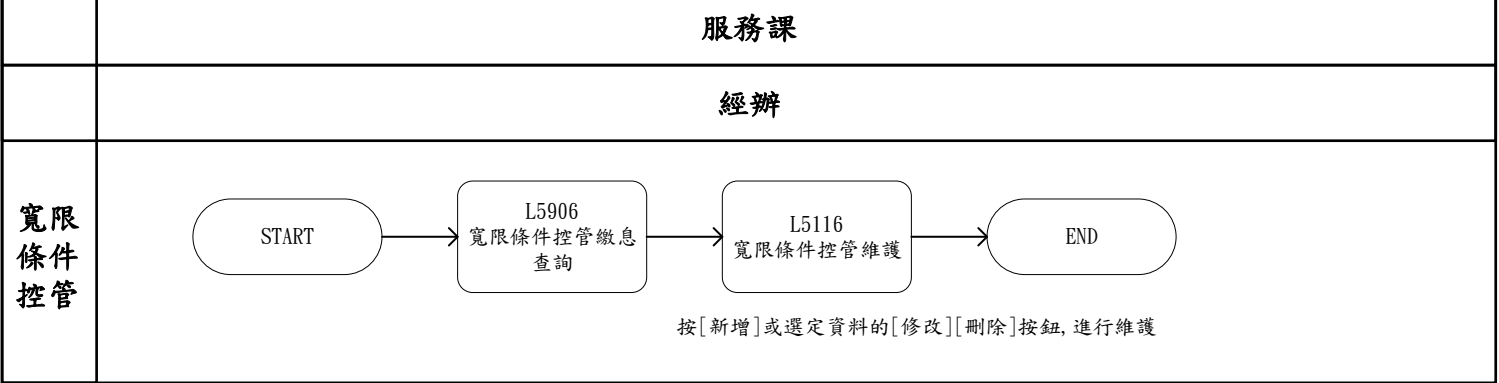 服務課
經辦
寬限
條件
控管
START
L5906
寬限條件控管繳息
查詢
L5116
寬限條件控管維護
END
按[新增]或選定資料的[修改][刪除]按鈕,進行維護